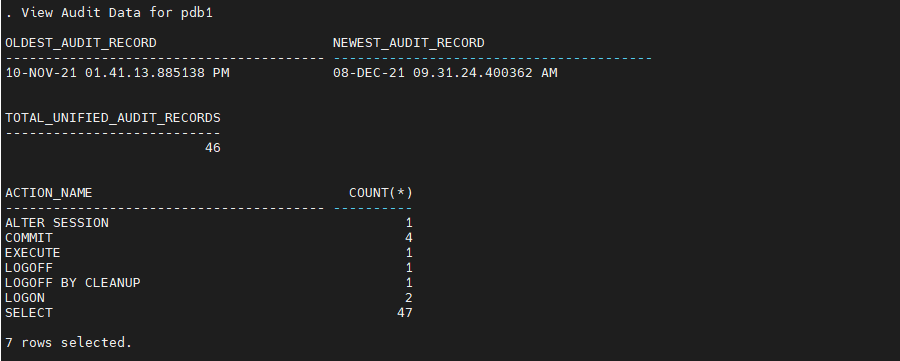 . View Audit Data for pdb1
OLDEST_AUDIT_RECORD NEWEST_AUDIT_RECORD
---------------------------------------- ----------------------------------------
10-NOV-21 01.41.13.885138 PM 08-DEC-21 09.31.24.400362 AM
TOTAL_UNIFIED_AUDIT_RECORDS
---------------------------
46
ACTION_NAME COUNT(*)
---------------------------------------- ----------
ALTER SESSION 1
COMMIT 4
EXECUTE 1
LOGOFF 1
LOGOFF BY CLEANUP 1
LOGON 2
SELECT 47
7 rows selected.